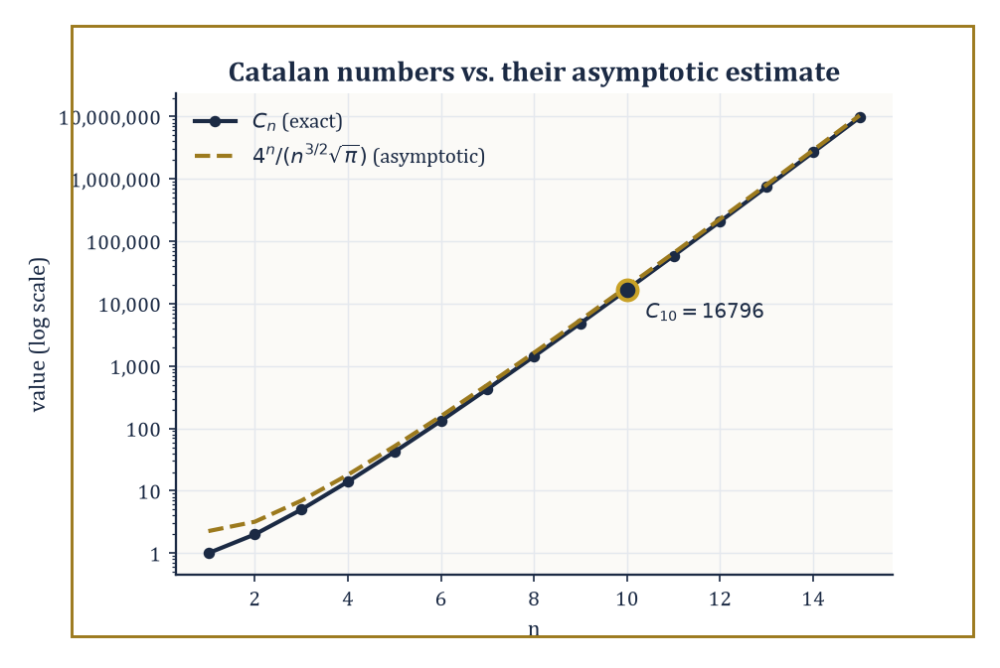 Catalan numbers vs. their asymptotic estimate
10,000,000
1,000,000
100,000
10,000
1,000
100
10
1
value (log scale)
Cₙ (exact)
4ⁿ/(n³ᐟ²√π) (asymptotic)
C₁₀ = 16796
2 4 6 8 10 12 14
n